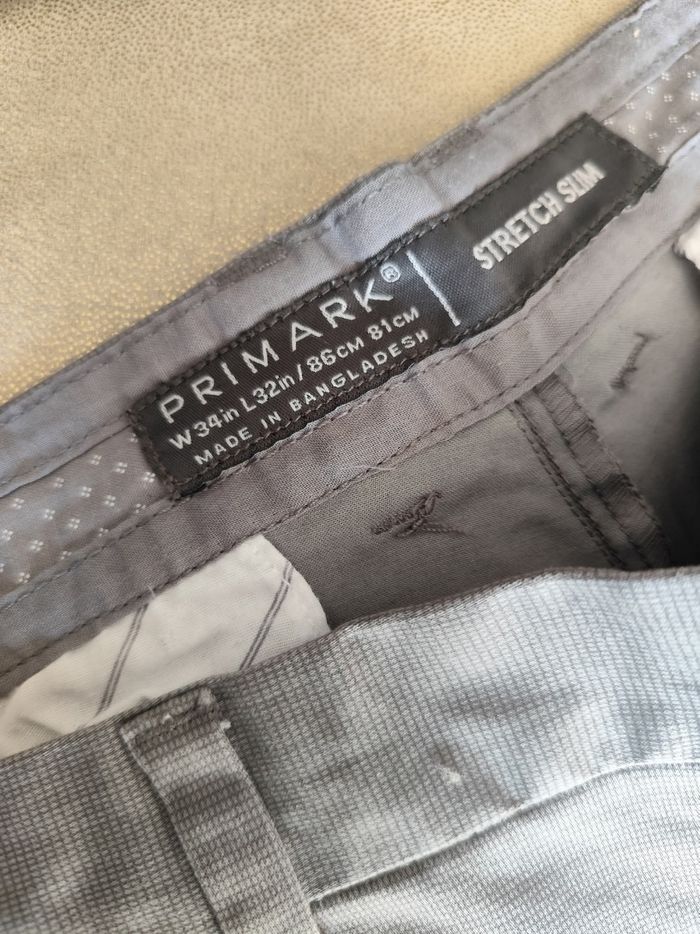 PRIMARK®
W34in L32in/86CM 81CM
MADE IN BANGLADESH
STRETCH SLIM